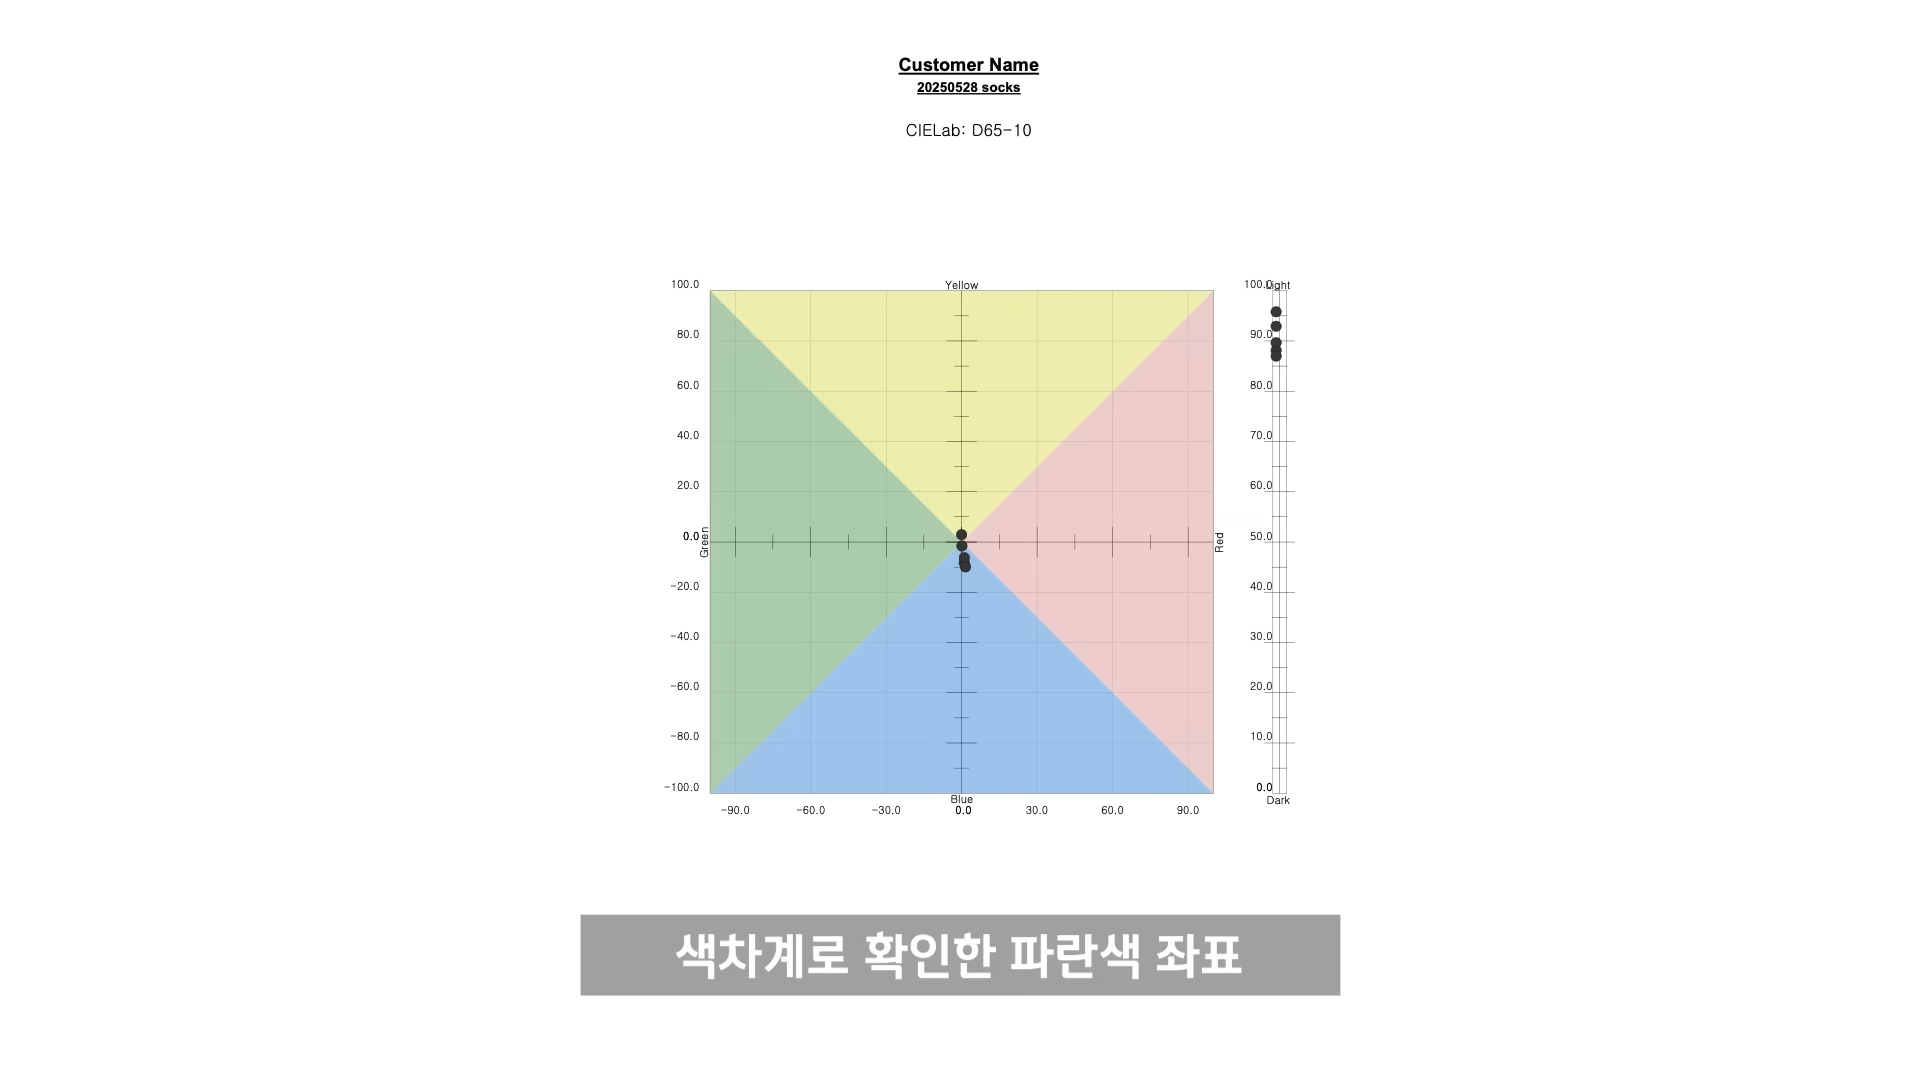 Customer Name
20250528 socks
CIELab: D65-10
Yellow
100.0
80.0
60.0
40.0
20.0
0.0
-20.0
-40.0
-60.0
-80.0
-100.0
Green
Red
Blue
-90.0
-60.0
-30.0
0.0
30.0
60.0
90.0
Light
100.0
90.0
80.0
70.0
60.0
50.0
40.0
30.0
20.0
10.0
0.0
Dark
색차계로 확인한 파란색 좌표